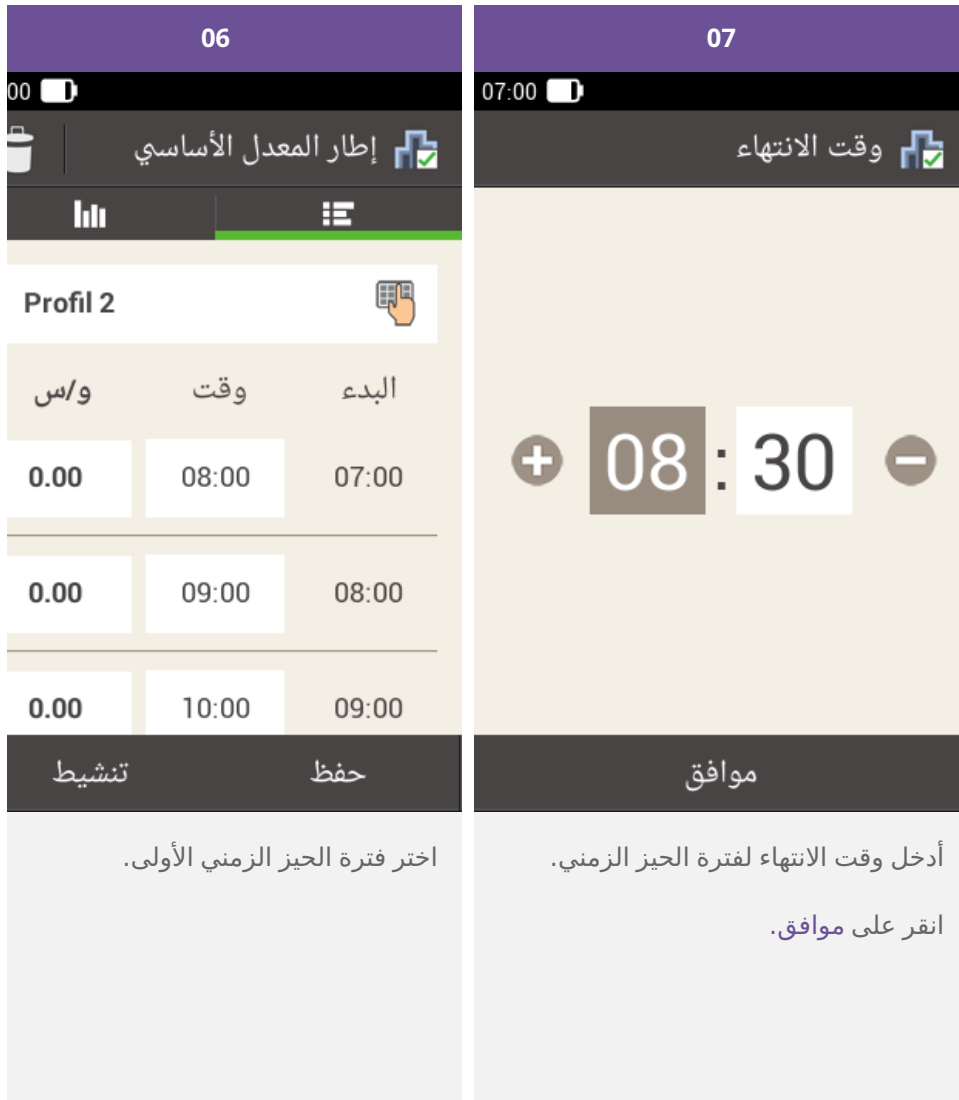 06
00
إطار المعدل الأساسي
Profil 2
البدء وقت و/س
07:00 08:00 0.00
08:00 09:00 0.00
09:00 10:00 0.00
حفظ تنشيط
اختر فترة الحيز الزمني الأولى.
07
07:00
وقت الانتهاء
08:30
موافق
أدخل وقت الانتهاء لفترة الحيز الزمني.
انقر على موافق.